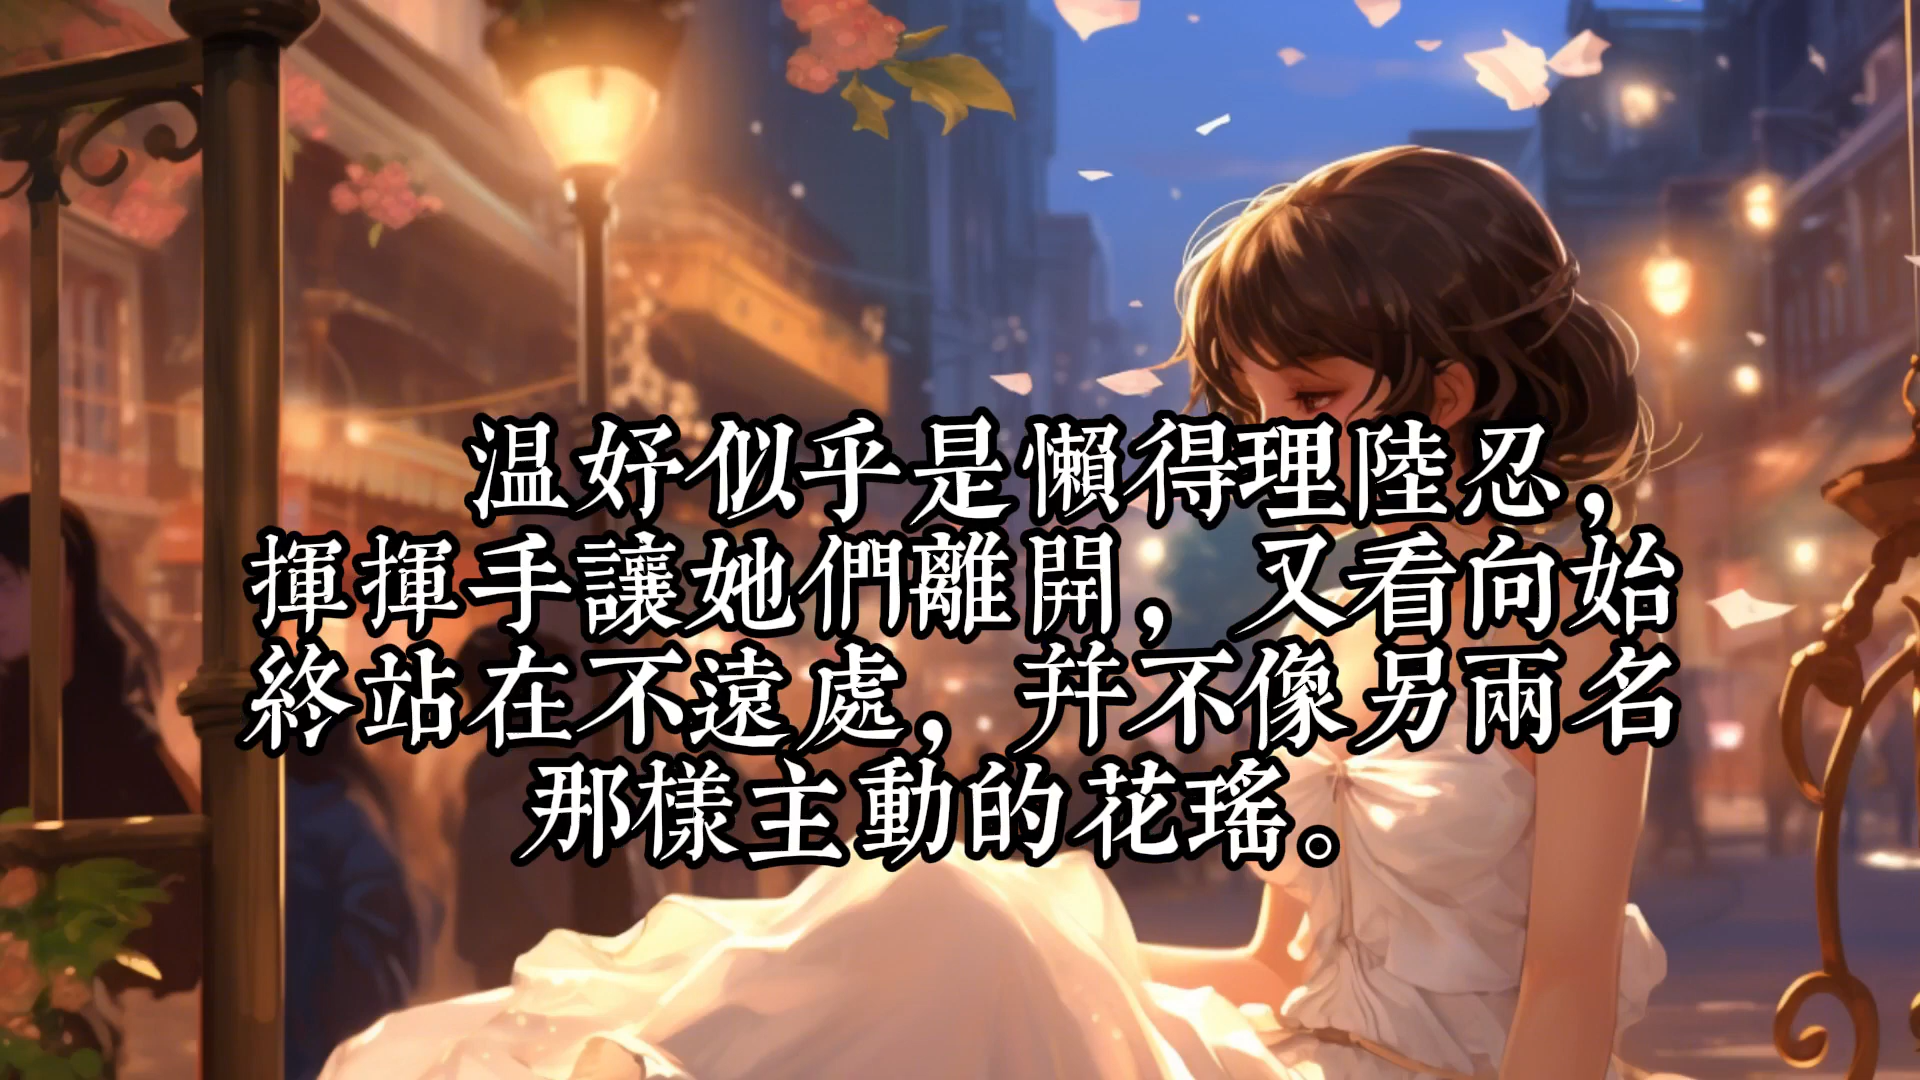 温妤似乎是懶得理陸忍，
揮揮手讓她們離開，又看向始
終站在不遠處，并不像另兩名
那樣主動的花瑤。